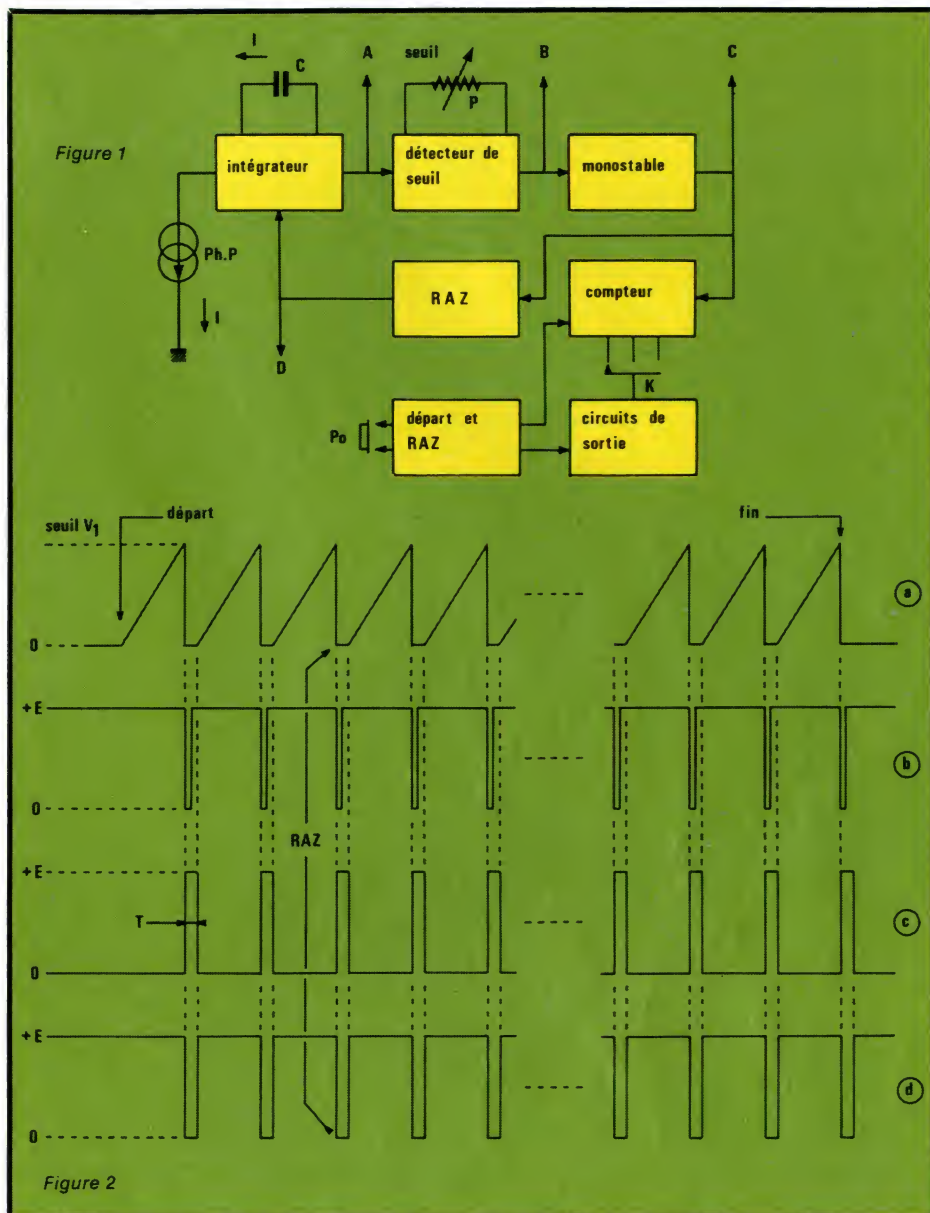 I
C
A
seuil
P
B
C
Figure 1
intégrateur
détecteur de
seuil
monostable
Ph.P
I
RAZ
compteur
D
K
Po
départ et
RAZ
circuits de
sortie
seuil V1
départ
fin
0
a
+E
0
b
RAZ
+E
T
0
c
+E
0
d
Figure 2